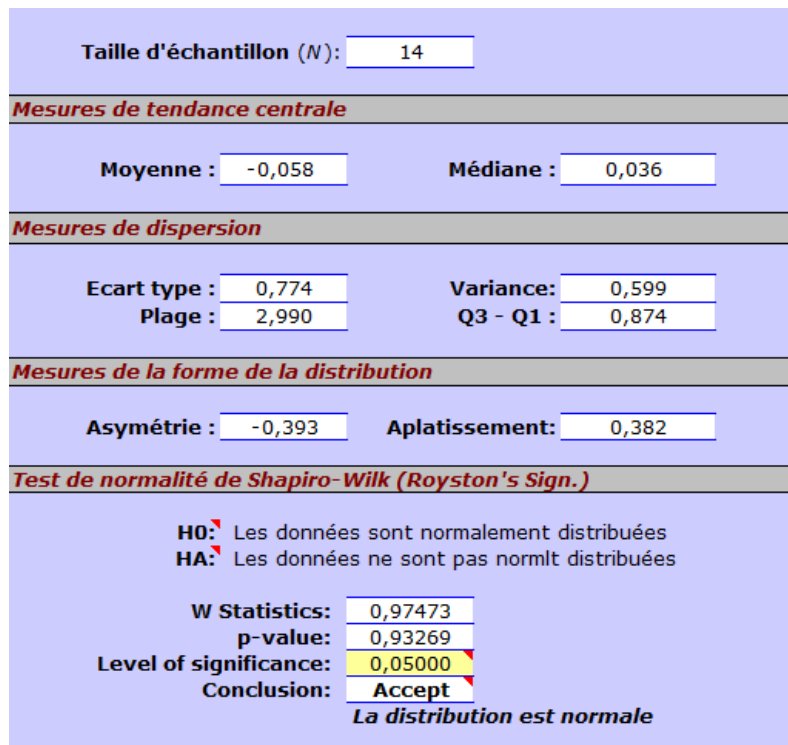 Taille d'échantillon (N): 14
Mesures de tendance centrale
Moyenne : -0,058 Médiane : 0,036
Mesures de dispersion
Ecart type : 0,774 Variance: 0,599
Plage : 2,990 Q3 - Q1 : 0,874
Mesures de la forme de la distribution
Asymétrie : -0,393 Aplatissement: 0,382
Test de normalité de Shapiro-Wilk (Royston's Sign.)
H0: Les données sont normalement distribuées
HA: Les données ne sont pas normlt distribuées
W Statistics: 0,97473
p-value: 0,93269
Level of significance: 0,05000
Conclusion: Accept
La distribution est normale